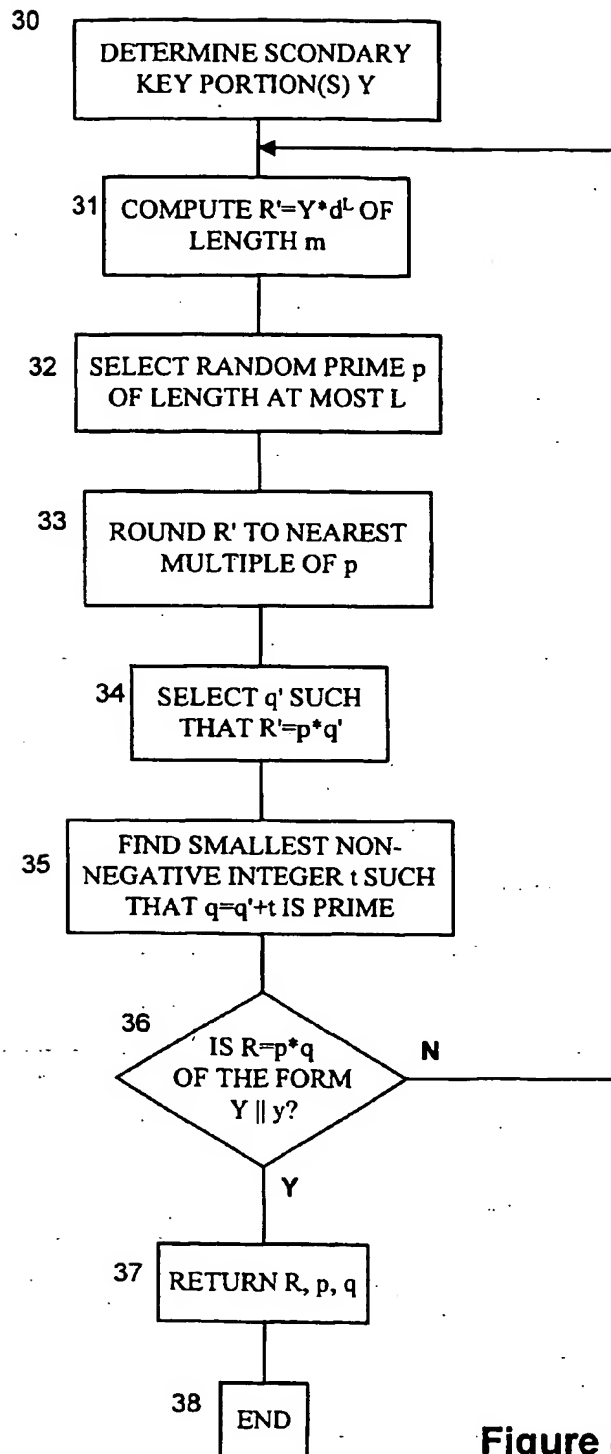 30
DETERMINE SCONDARY
KEY PORTION(S) Y
31
COMPUTE R'=Y*d^L OF
LENGTH m
32
SELECT RANDOM PRIME p
OF LENGTH AT MOST L
33
ROUND R' TO NEAREST
MULTIPLE OF p
34
SELECT q' SUCH
THAT R'=p*q'
35
FIND SMALLEST NON-
NEGATIVE INTEGER t SUCH
THAT q=q'+t IS PRIME
36
IS R=p*q
OF THE FORM
Y || y?
N
Y
37
RETURN R, p, q
38
END
Figure